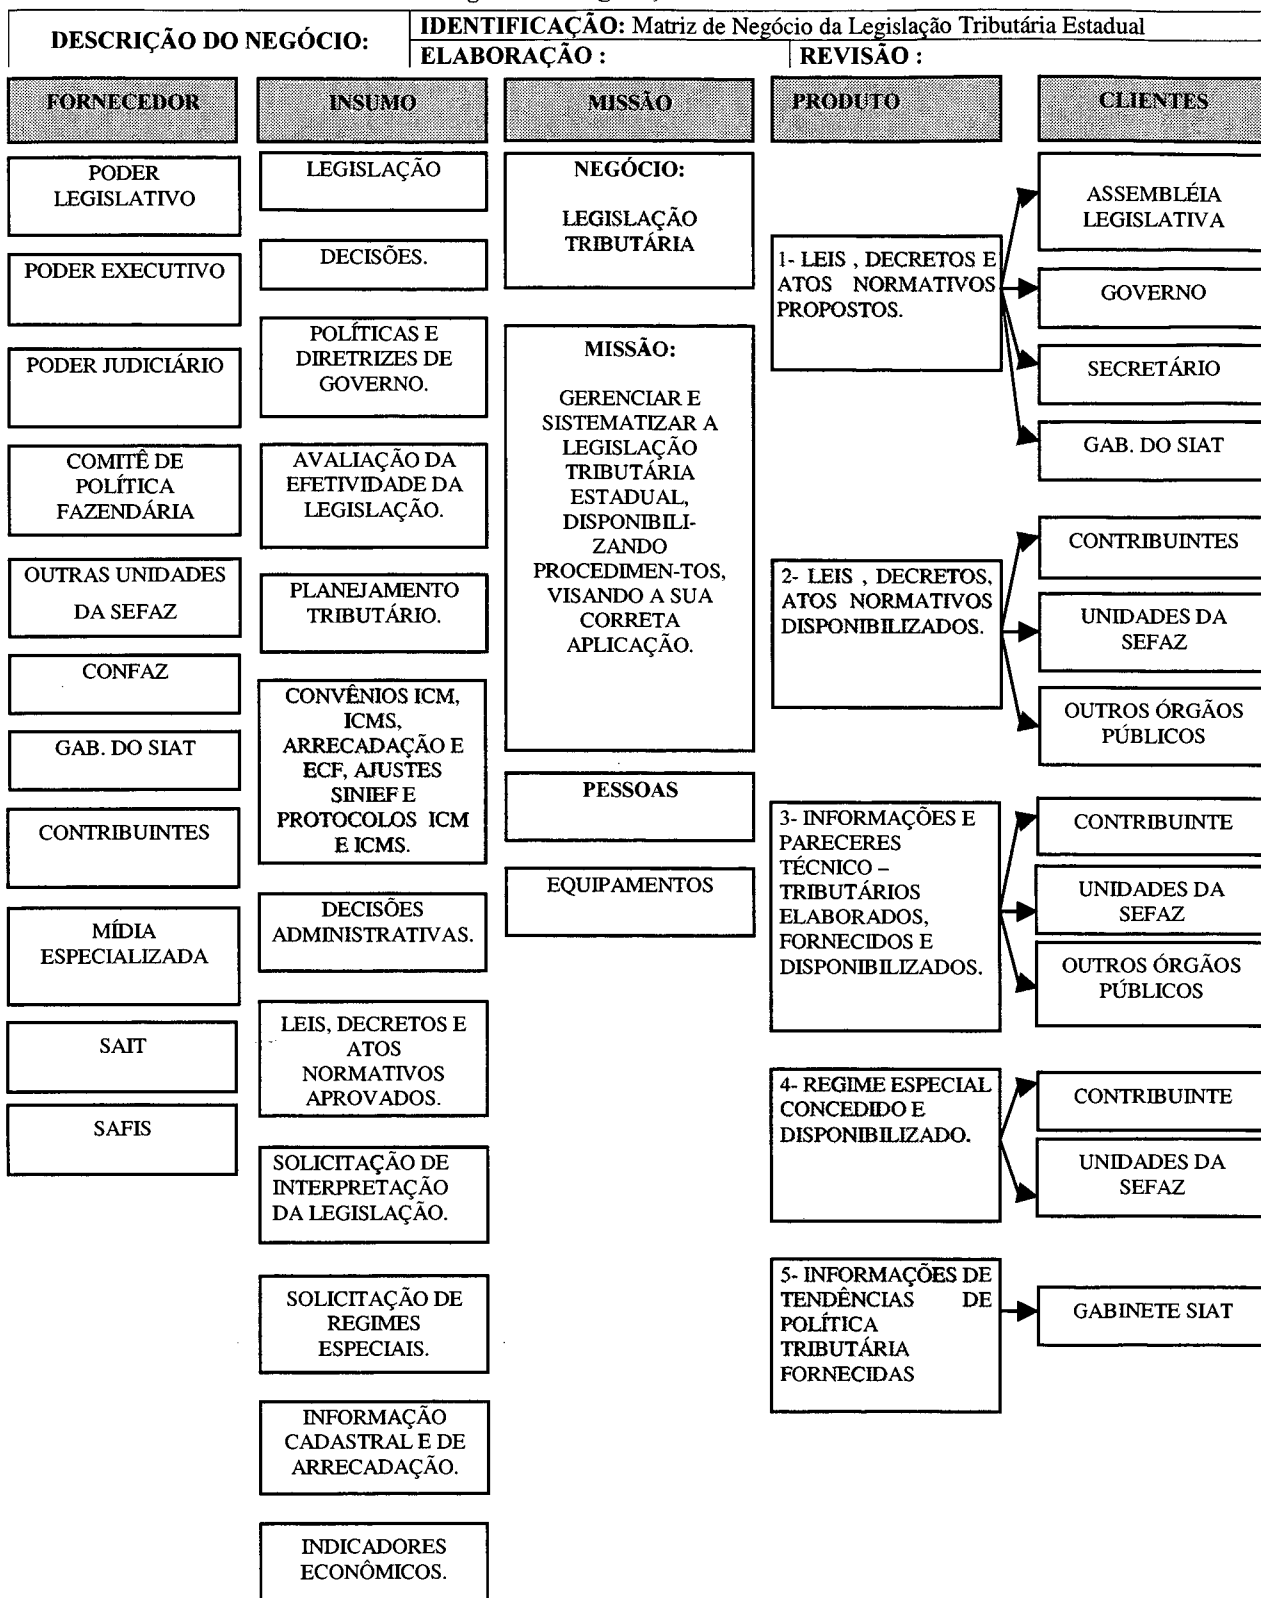 DESCRIÇÃO DO NEGÓCIO:
IDENTIFICAÇÃO: Matriz de Negócio da Legislação Tributária Estadual
ELABORAÇÃO :
REVISÃO :
FORNECEDOR
PODER
LEGISLATIVO
PODER EXECUTIVO
PODER JUDICIÁRIO
COMITÊ DE
POLÍTICA
FAZENDÁRIA
OUTRAS UNIDADES
DA SEFAZ
CONFAZ
GAB. DO SIAT
CONTRIBUINTES
MÍDIA
ESPECIALIZADA
SAIT
SAFIS
INSUMO
LEGISLAÇÃO
DECISÕES.
POLÍTICAS E
DIRETRIZES DE
GOVERNO.
AVALIAÇÃO DA
EFETIVIDADE DA
LEGISLAÇÃO.
PLANEJAMENTO
TRIBUTÁRIO.
CONVÊNIOS ICM,
ICMS,
ARRECADAÇÃO E
ECF, AJUSTES
SINIEF E
PROTOCOLOS ICM
E ICMS.
DECISÕES
ADMINISTRATIVAS.
LEIS, DECRETOS E
ATOS
NORMATIVOS
APROVADOS.
SOLICITAÇÃO DE
INTERPRETAÇÃO
DA LEGISLAÇÃO.
SOLICITAÇÃO DE
REGIMES
ESPECIAIS.
INFORMAÇÃO
CADASTRAL E DE
ARRECADAÇÃO.
INDICADORES
ECONÔMICOS.
MISSÃO
NEGÓCIO:
LEGISLAÇÃO
TRIBUTÁRIA
MISSÃO:
GERENCIAR E
SISTEMATIZAR A
LEGISLAÇÃO
TRIBUTÁRIA
ESTADUAL,
DISPONIBILI-
ZANDO
PROCEDIMEN-TOS,
VISANDO A SUA
CORRETA
APLICAÇÃO.
PESSOAS
EQUIPAMENTOS
PRODUTO
1- LEIS , DECRETOS E
ATOS NORMATIVOS
PROPOSTOS.
2- LEIS , DECRETOS,
ATOS NORMATIVOS
DISPONIBILIZADOS.
3- INFORMAÇÕES E
PARECERES
TÉCNICO –
TRIBUTÁRIOS
ELABORADOS,
FORNECIDOS E
DISPONIBILIZADOS.
4- REGIME ESPECIAL
CONCEDIDO E
DISPONIBILIZADO.
5- INFORMAÇÕES DE
TENDÊNCIAS DE
POLÍTICA
TRIBUTÁRIA
FORNECIDAS
CLIENTES
ASSEMBLÉIA
LEGISLATIVA
GOVERNO
SECRETÁRIO
GAB. DO SIAT
CONTRIBUINTES
UNIDADES DA
SEFAZ
OUTROS ÓRGÃOS
PÚBLICOS
CONTRIBUINTE
UNIDADES DA
SEFAZ
OUTROS ÓRGÃOS
PÚBLICOS
CONTRIBUINTE
UNIDADES DA
SEFAZ
GABINETE SIAT